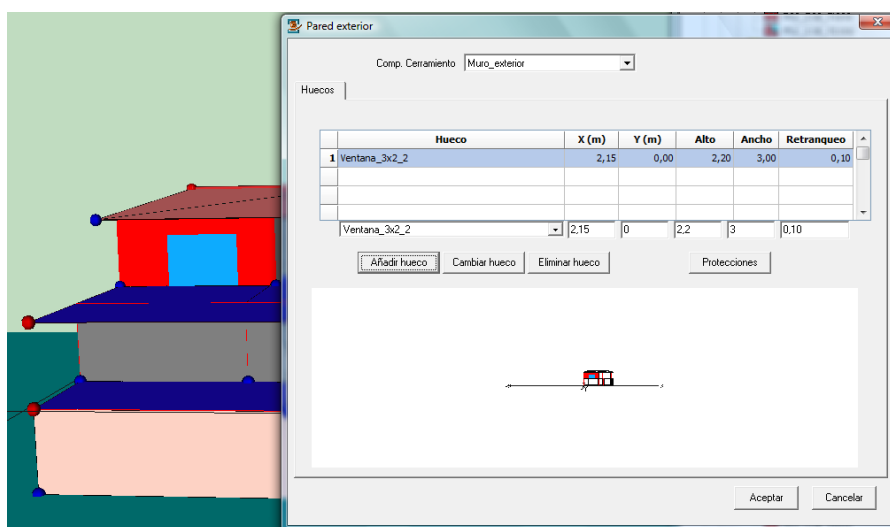 Pared exterior
Comp. Cerramiento Muro_exterior
Huecos
Hueco X (m) Y (m) Alto Ancho Retranqueo
1 Ventana_3x2_2 2,15 0,00 2,20 3,00 0,10
Ventana_3x2_2 2,15 0 2,2 3 0,10
Añadir hueco Cambiar hueco Eliminar hueco Protecciones
Aceptar Cancelar